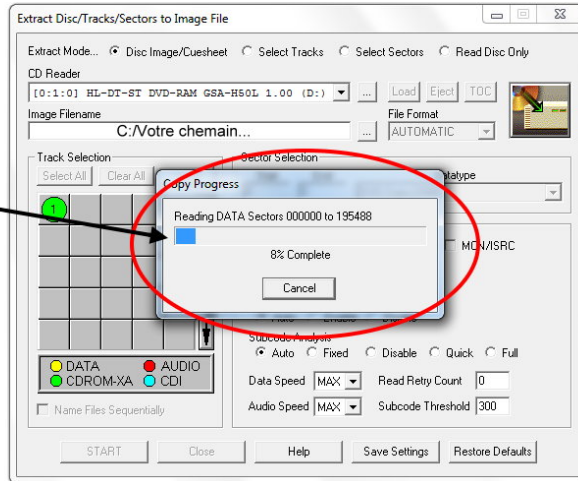 Extract Disc/Tracks/Sectors to Image File
Extract Mode... Disc Image/Cuesheet Select Tracks Select Sectors Read Disc Only
CD Reader
[0:1:0] HL-DT-ST DVD-RAM GSA-H50L 1.00 (D:) ... Load Eject TOC
Image Filename File Format
C:/Votre chemain... ... AUTOMATIC
Track Selection Sector Selection
Select All Clear All
Copy Progress
1
Reading DATA Sectors 000000 to 195488
8% Complete
MCN/ISRC
Cancel
Subcode Analysis
Auto Fixed Disable Quick Full
DATA AUDIO
CDROM-XA CDI
Data Speed MAX Read Retry Count 0
Name Files Sequentially
Audio Speed MAX Subcode Threshold 300
START Close Help Save Settings Restore Defaults